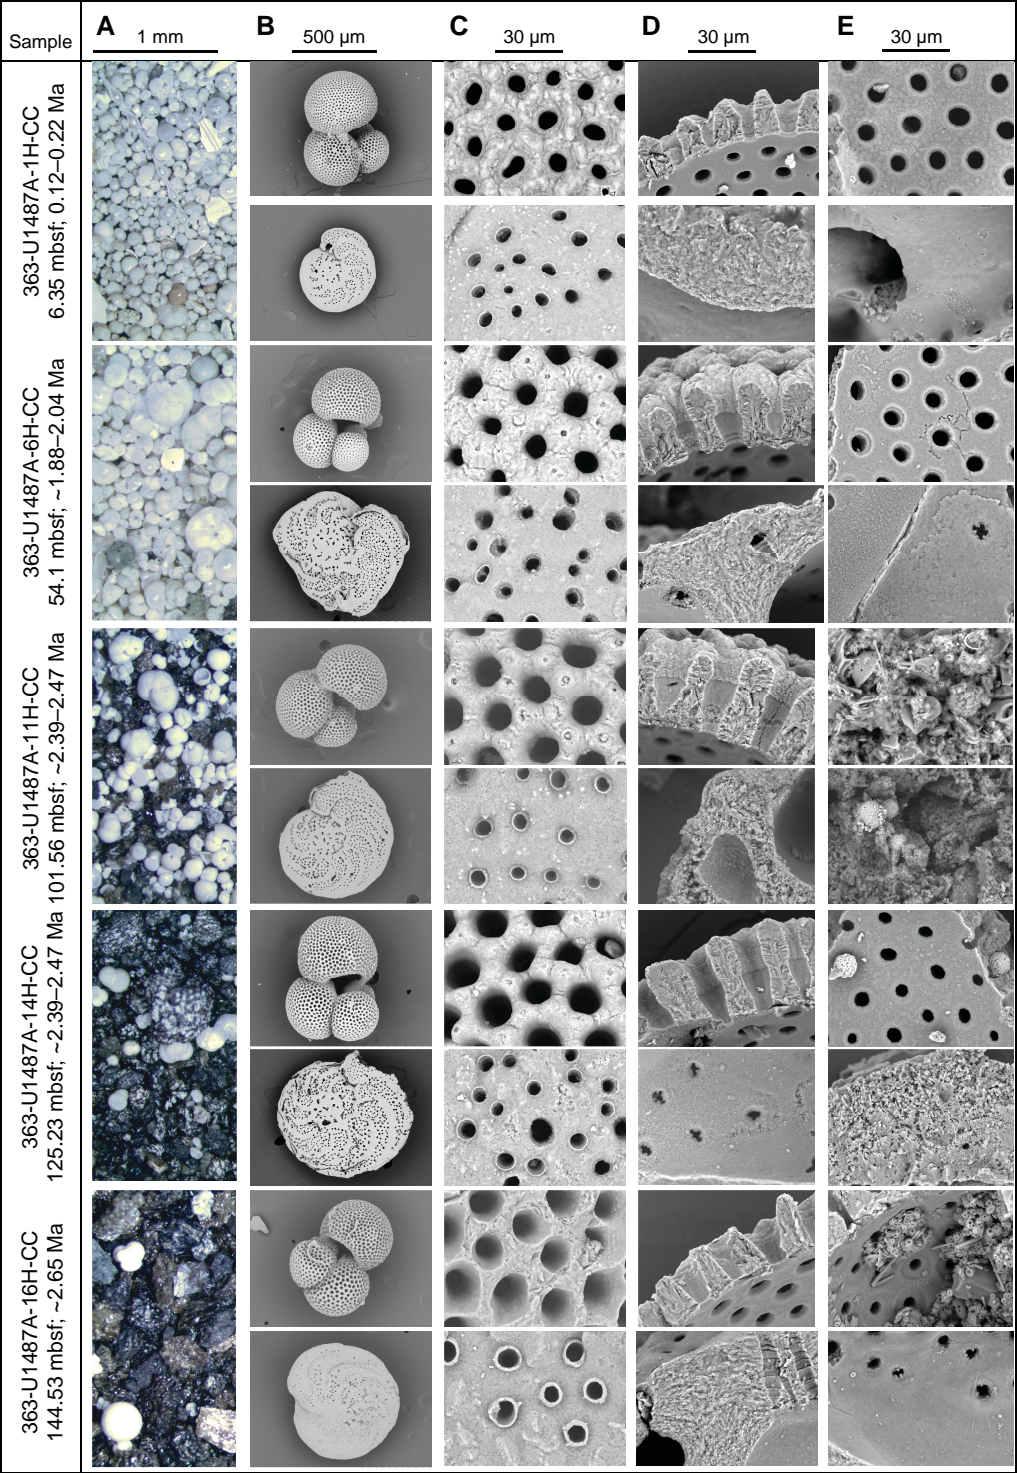 Sample
A
1 mm
B
500 µm
C
30 µm
D
30 µm
E
30 µm
363-U1487A-1H-CC
6.35 mbsf; 0.12–0.22 Ma
363-U1487A-6H-CC
54.1 mbsf; ~1.88–2.04 Ma
363-U1487A-11H-CC
101.56 mbsf; ~2.39–2.47 Ma
363-U1487A-14H-CC
125.23 mbsf; ~2.39–2.47 Ma
363-U1487A-16H-CC
144.53 mbsf; ~2.65 Ma